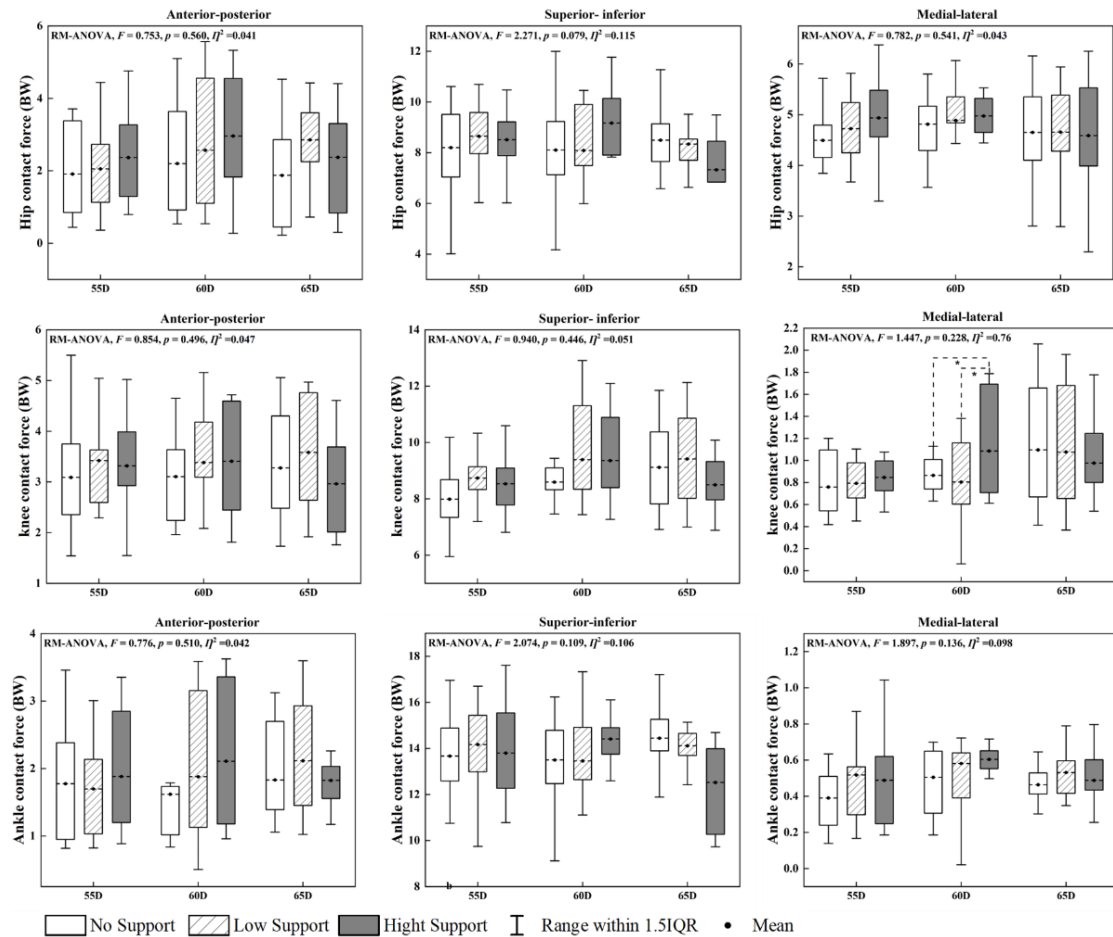 Anterior-posterior
RM-ANOVA, F = 0.753, p = 0.560, η² =0.041
Hip contact force (BW)
6
4
2
0
55D 60D 65D
Superior- inferior
RM-ANOVA, F = 2.271, p = 0.079, η² =0.115
Hip contact force (BW)
12
10
8
6
4
55D 60D 65D
Medial-lateral
RM-ANOVA, F = 0.782, p = 0.541, η² =0.043
Hip contact force (BW)
6
5
4
3
2
55D 60D 65D
Anterior-posterior
RM-ANOVA, F = 0.854, p = 0.496, η² =0.047
knee contact force (BW)
6
5
4
3
2
1
55D 60D 65D
Superior- inferior
RM-ANOVA, F = 0.940, p = 0.446, η² =0.051
knee contact force (BW)
14
12
10
8
6
55D 60D 65D
Medial-lateral
RM-ANOVA, F = 1.447, p = 0.228, η² =0.76
* *
knee contact force (BW)
2.2
2.0
1.8
1.6
1.4
1.2
1.0
0.8
0.6
0.4
0.2
0.0
55D 60D 65D
Anterior-posterior
RM-ANOVA, F = 0.776, p = 0.510, η² =0.042
Ankle contact force (BW)
4
3
2
1
55D 60D 65D
Superior-inferior
RM-ANOVA, F = 2.074, p = 0.109, η² =0.106
Ankle contact force (BW)
18
16
14
12
10
8
b
55D 60D 65D
Medial-lateral
RM-ANOVA, F = 1.897, p = 0.136, η² =0.098
Ankle contact force (BW)
1.2
1.0
0.8
0.6
0.4
0.2
0.0
55D 60D 65D
No Support Low Support Hight Support Range within 1.5IQR Mean